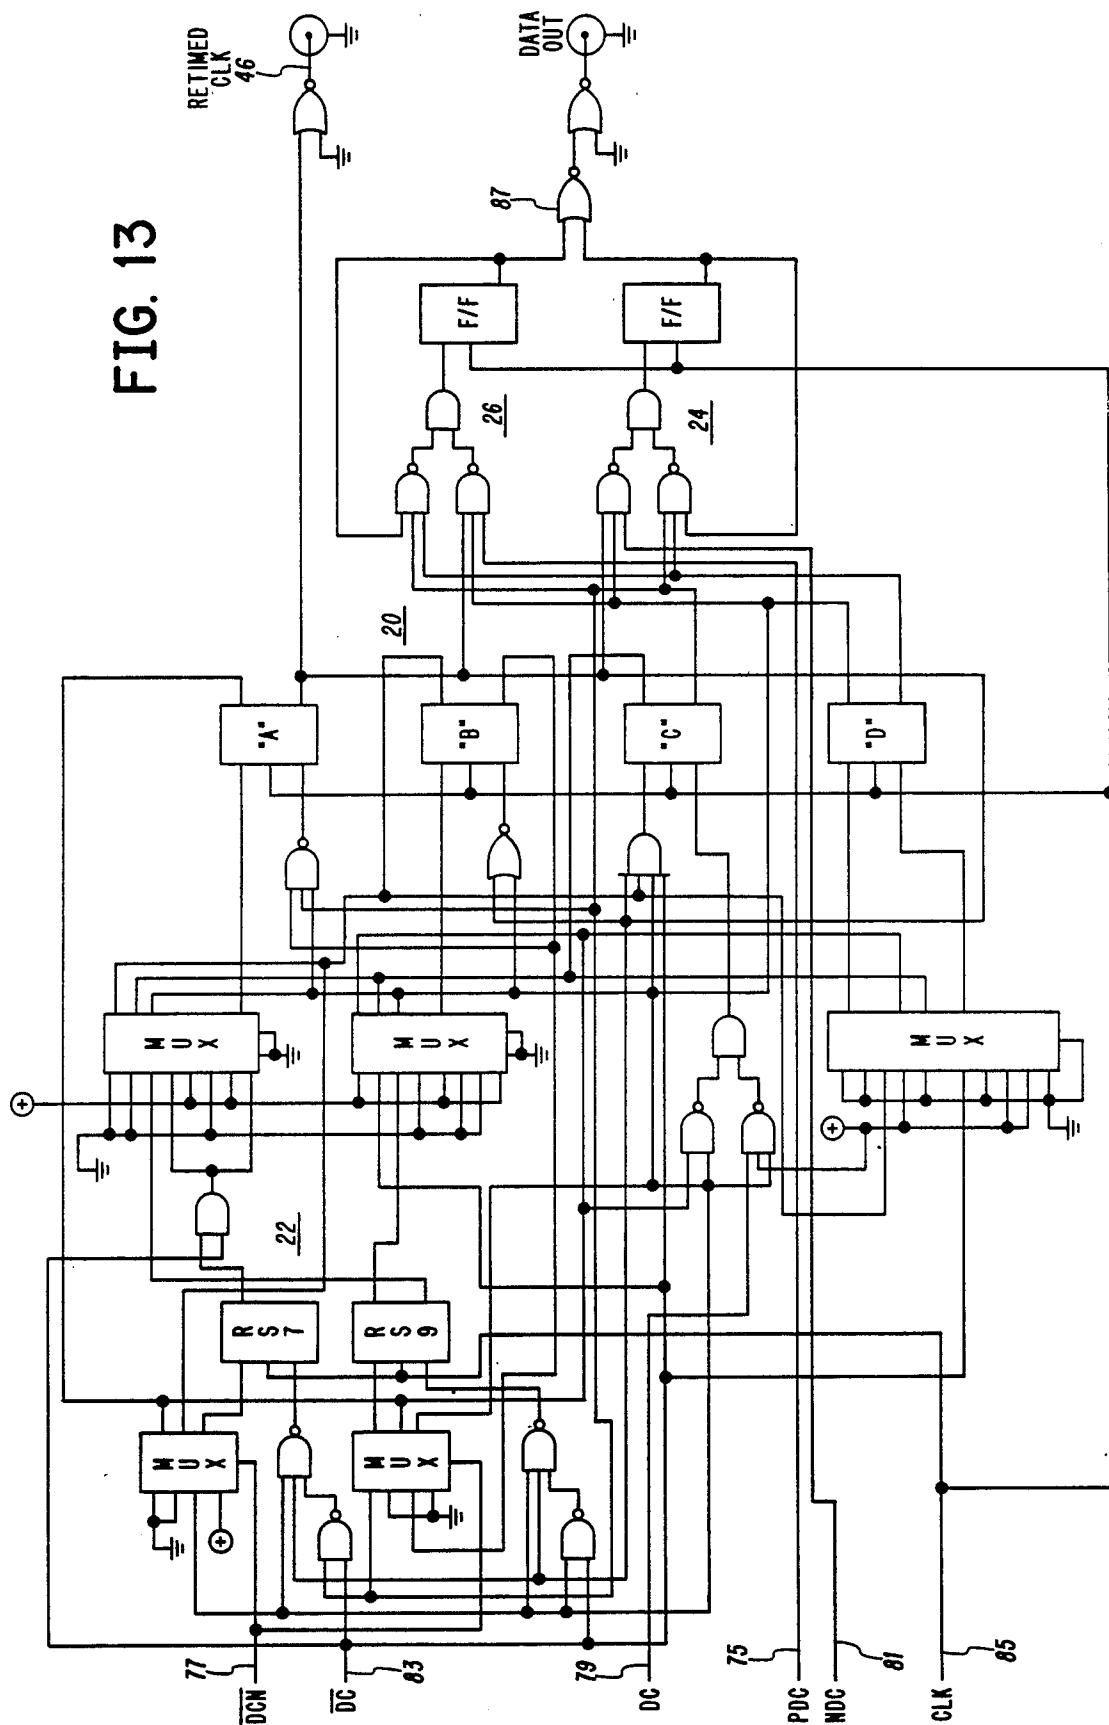 FIG. 13
RETIMED
CLK
46
DATA
OUT
87
F/F
F/F
26
24
20
"A"
"B"
"C"
"D"
MUX
MUX
MUX
22
RS7
RS9
MUX
MUX
77
DCN
83
DC
79
DC
75
PDC
NDC
81
CLK
85